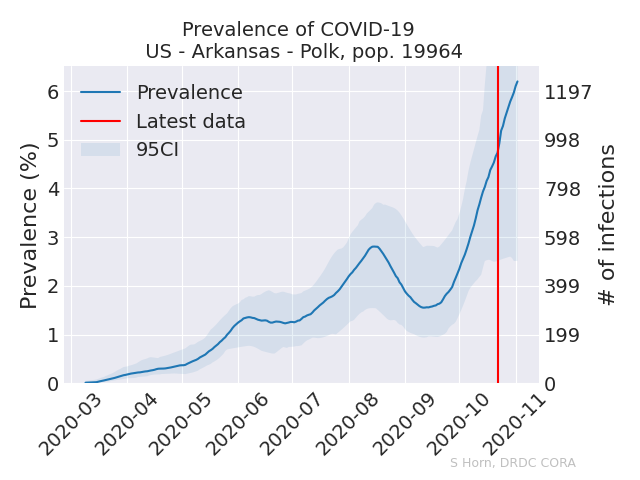 Prevalence of COVID-19
US - Arkansas - Polk, pop. 19964
Prevalence (%)
6
5
4
3
2
1
0
Prevalence
Latest data
95CI
1197
998
798
598
399
199
0
# of infections
2020-03
2020-04
2020-05
2020-06
2020-07
2020-08
2020-09
2020-10
2020-11
S Horn, DRDC CORA